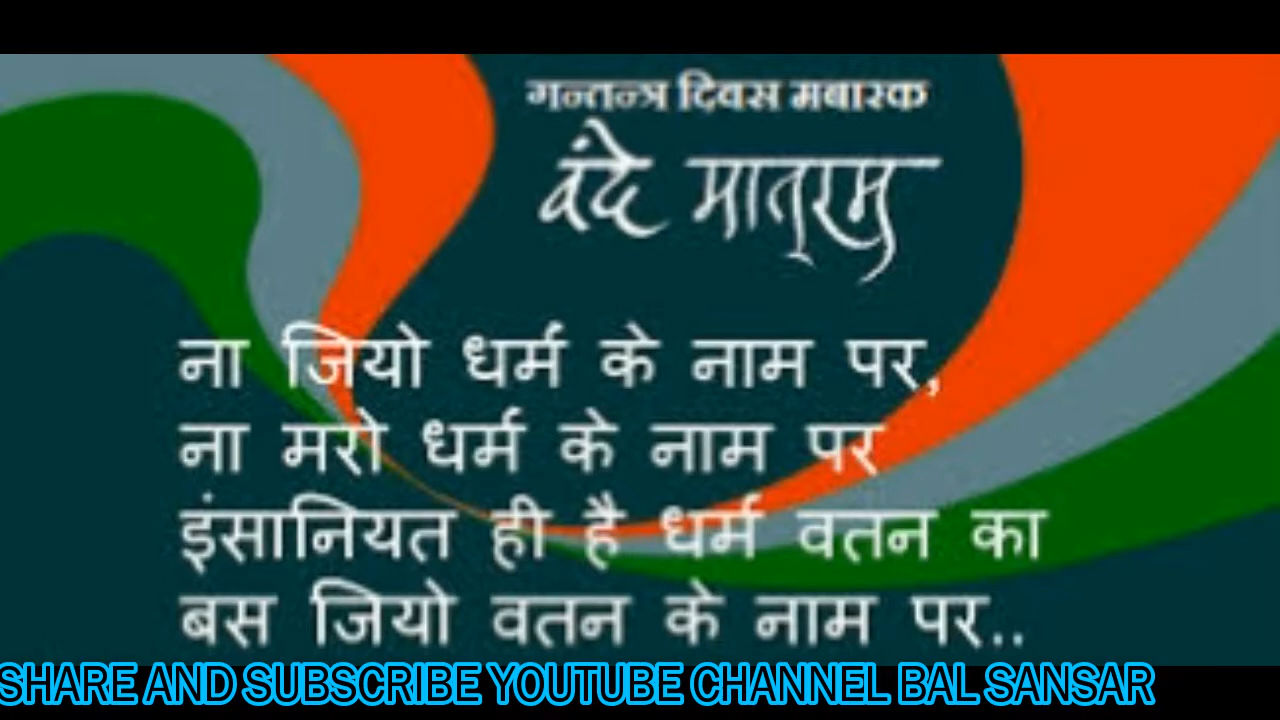 गन्तन्त्र दिवस मबारक
वंदे मातरम्
ना जियो धर्म के नाम पर,
ना मरो धर्म के नाम पर
इंसानियत ही है धर्म वतन का
बस जियो वतन के नाम पर..
SHARE AND SUBSCRIBE YOUTUBE CHANNEL BAL SANSAR